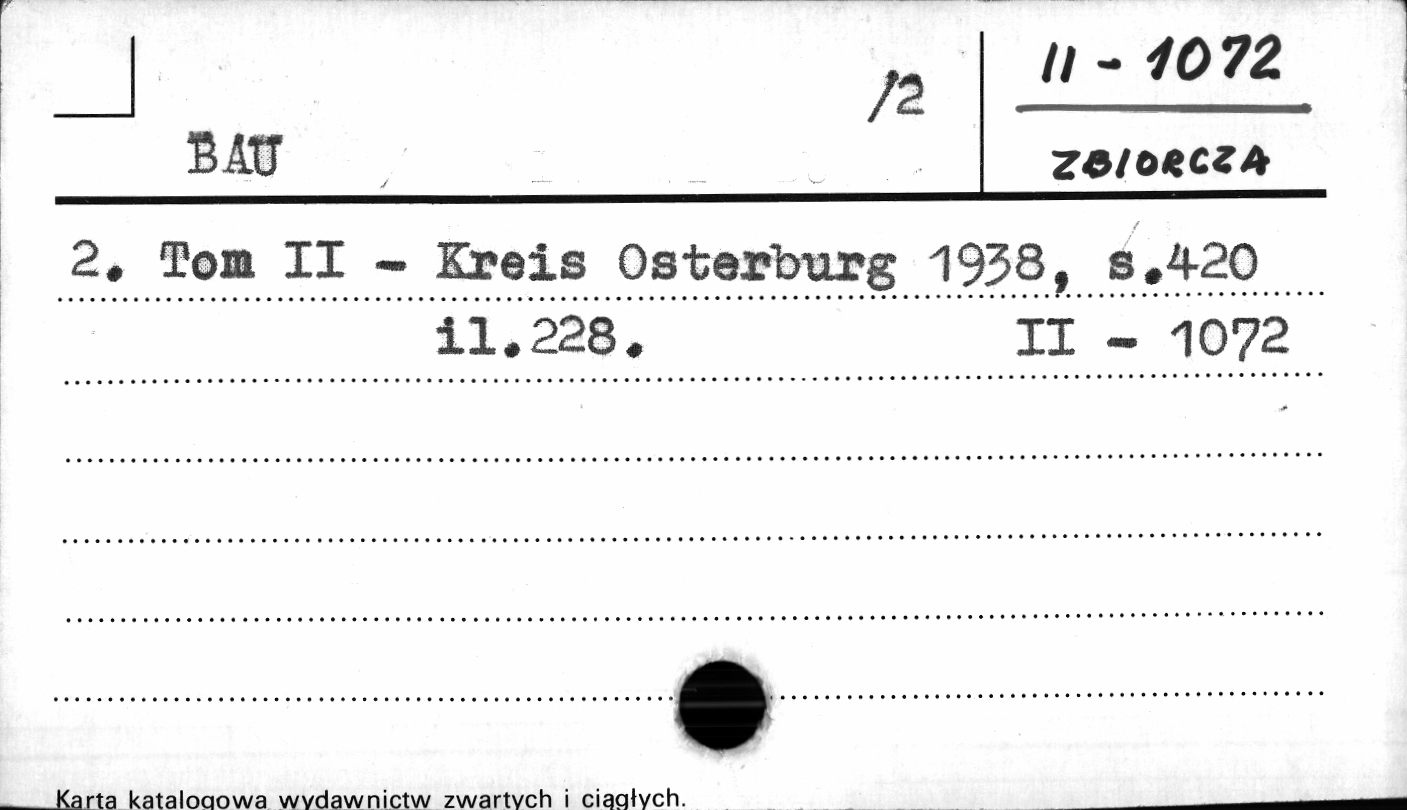 /2
II - 1072
BAU
ZBIORCZA
2. Tom II - Kreis Osterburg 1938, s.420
il.228. II - 1072
Karta katalogowa wydawnictw zwartych i ciągłych.